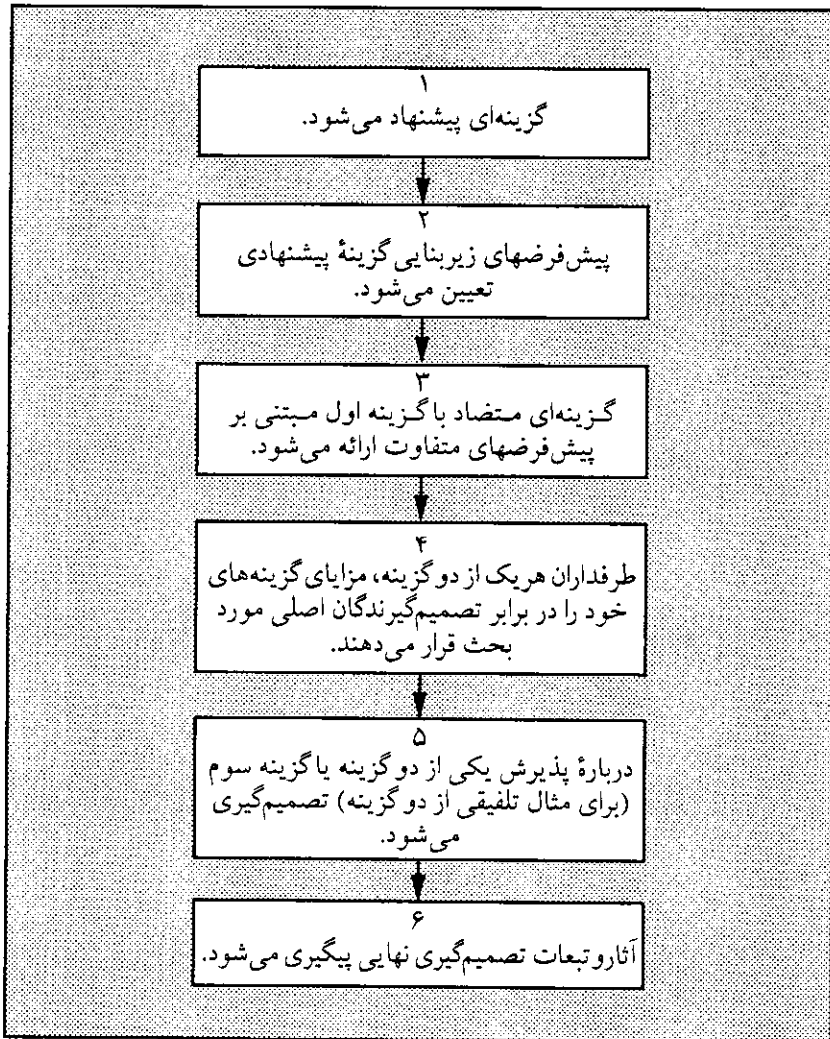 ۱
گزینه‌ای پیشنهاد می‌شود.
۲
پیش‌فرضهای زیربنایی گزینهٔ پیشنهادی
تعیین می‌شود.
۳
گـزینه‌ای مـتضاد با گـزینه اول مـبتنی بر
پیش‌فرضهای متفاوت ارائه می‌شود.
۴
طرفداران هریک از دو گزینه، مزایای گزینه‌های
خود را در برابر تصمیم‌گیرندگان اصلی مورد
بحث قرار می‌دهند.
۵
دربارهٔ پذیرش یکی از دو گزینه یا گزینه سوم
(برای مثال تلفیقی از دو گزینه) تصمیم‌گیری
می‌شود.
۶
آثار و تبعات تصمیم‌گیری نهایی پیگیری می‌شود.